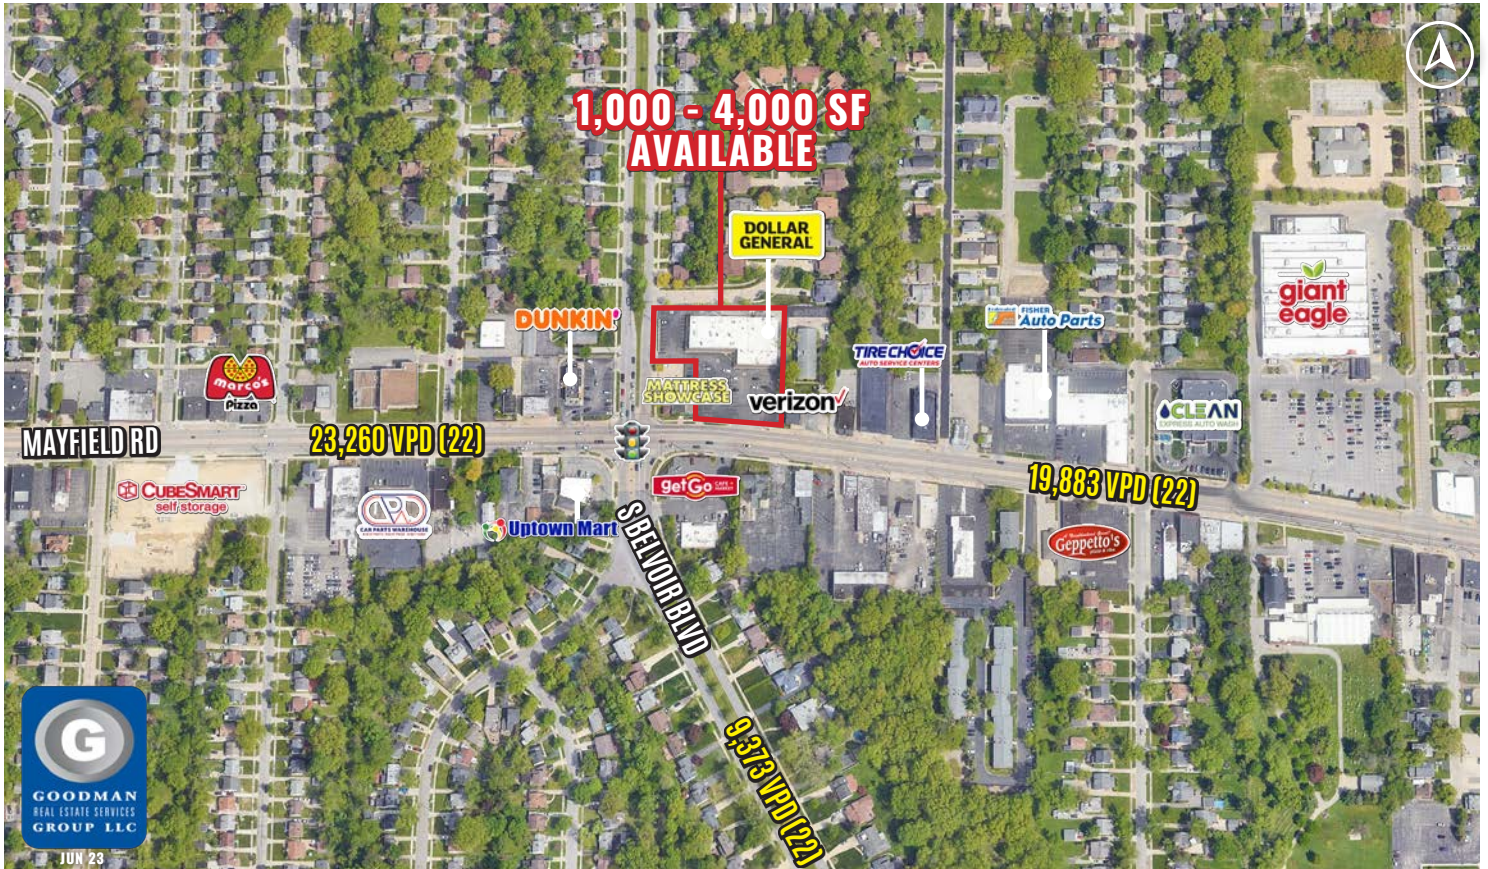 1,000 - 4,000 SF
AVAILABLE
DOLLAR
GENERAL
DUNKIN'
giant
eagle
FISHER
Auto Parts
TIRE CHOICE
AUTO SERVICE CENTERS
marco's
Pizza
MATTRESS
SHOWCASE
verizon
CLEAN
EXPRESS AUTO WASH
MAYFIELD RD
23,260 VPD (22)
19,883 VPD (22)
CUBESMART
self storage
getGo
CPW
CAR PARTS WAREHOUSE
Uptown Mart
S BELVOIR BLVD
Geppetto's
9,373 VPD (22)
G
GOODMAN
REAL ESTATE SERVICES
GROUP LLC
JUN 23